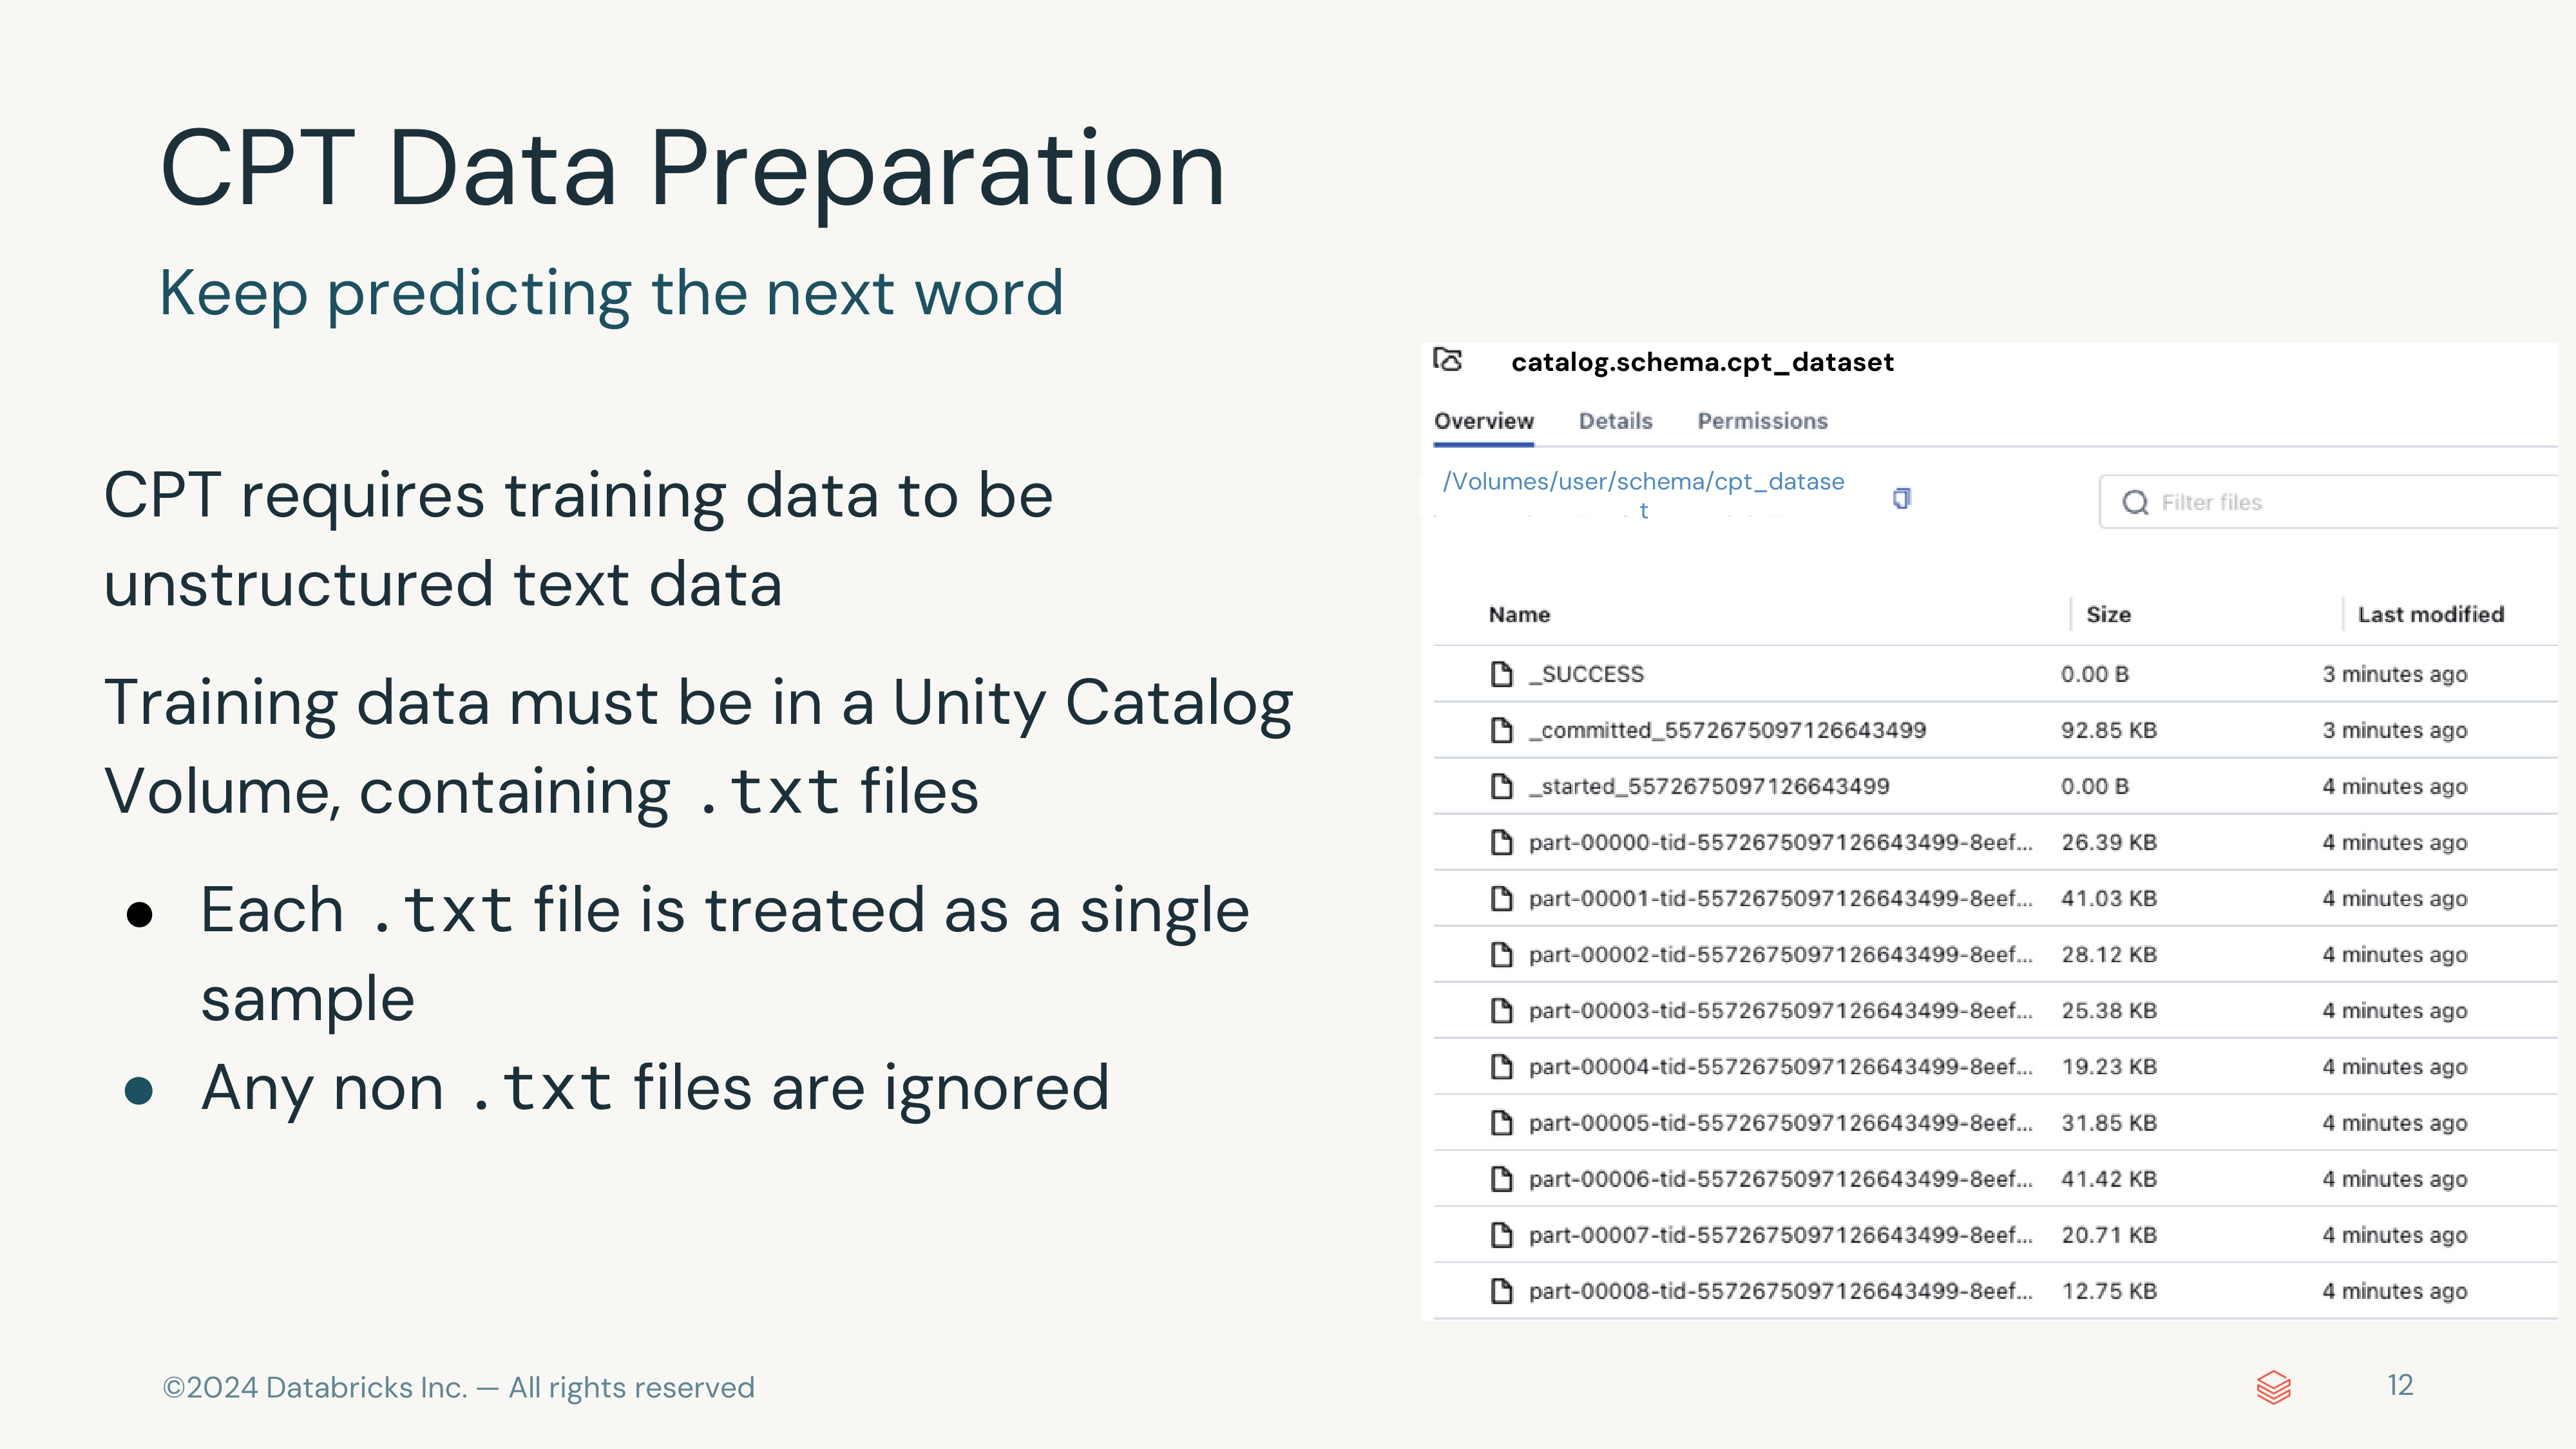 CPT Data Preparation
Keep predicting the next word
CPT requires training data to be
unstructured text data
Training data must be in a Unity Catalog
Volume, containing .txt files
● Each .txt file is treated as a single
sample
● Any non .txt files are ignored
catalog.schema.cpt_dataset
Overview Details Permissions
/Volumes/user/schema/cpt_datase
t
Filter files
Name Size Last modified
_SUCCESS 0.00 B 3 minutes ago
_committed_5572675097126643499 92.85 KB 3 minutes ago
_started_5572675097126643499 0.00 B 4 minutes ago
part-00000-tid-5572675097126643499-8eef... 26.39 KB 4 minutes ago
part-00001-tid-5572675097126643499-8eef... 41.03 KB 4 minutes ago
part-00002-tid-5572675097126643499-8eef... 28.12 KB 4 minutes ago
part-00003-tid-5572675097126643499-8eef... 25.38 KB 4 minutes ago
part-00004-tid-5572675097126643499-8eef... 19.23 KB 4 minutes ago
part-00005-tid-5572675097126643499-8eef... 31.85 KB 4 minutes ago
part-00006-tid-5572675097126643499-8eef... 41.42 KB 4 minutes ago
part-00007-tid-5572675097126643499-8eef... 20.71 KB 4 minutes ago
part-00008-tid-5572675097126643499-8eef... 12.75 KB 4 minutes ago
©2024 Databricks Inc. — All rights reserved
12